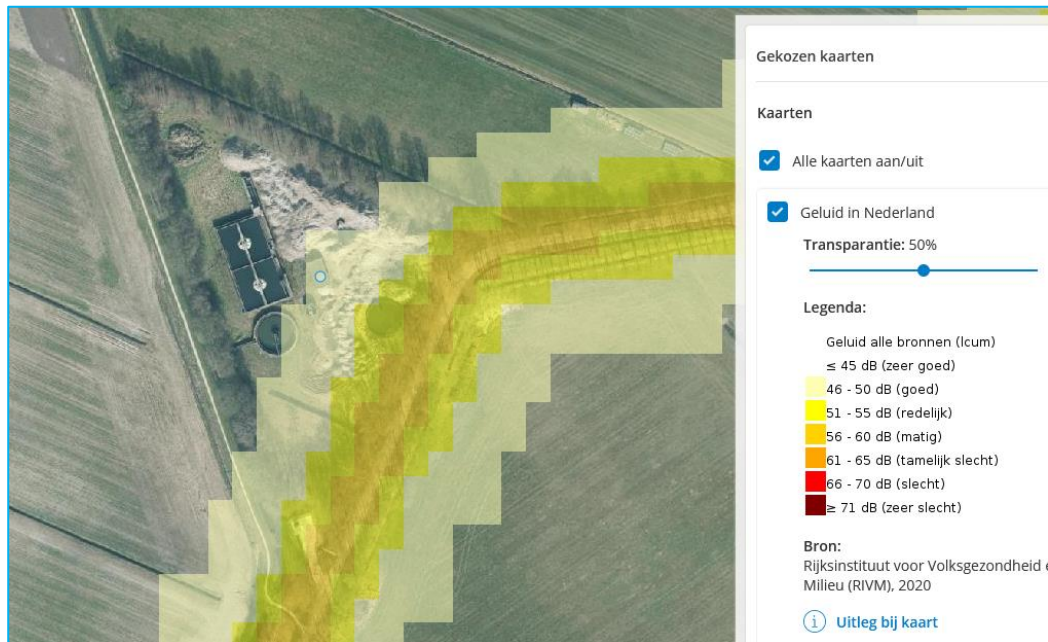 Gekozen kaarten
Kaarten
Alle kaarten aan/uit
Geluid in Nederland
Transparantie: 50%
Legenda:
Geluid alle bronnen (lcum)
≤ 45 dB (zeer goed)
46 - 50 dB (goed)
51 - 55 dB (redelijk)
56 - 60 dB (matig)
61 - 65 dB (tamelijk slecht)
66 - 70 dB (slecht)
≥ 71 dB (zeer slecht)
Bron:
Rijksinstituut voor Volksgezondheid e
Milieu (RIVM), 2020
i Uitleg bij kaart